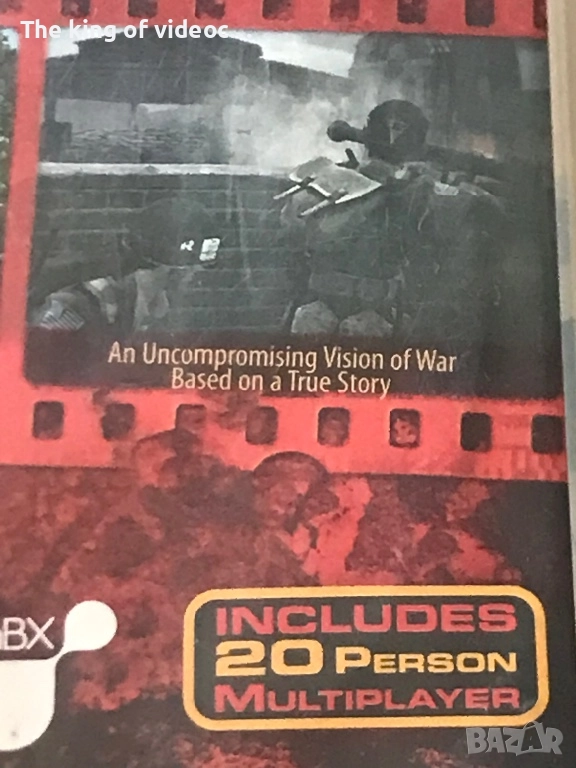 The king of videoc
An Uncompromising Vision of War
Based on a True Story
BX
INCLUDES
20 PERSON
MULTIPLAYER
BAZAR